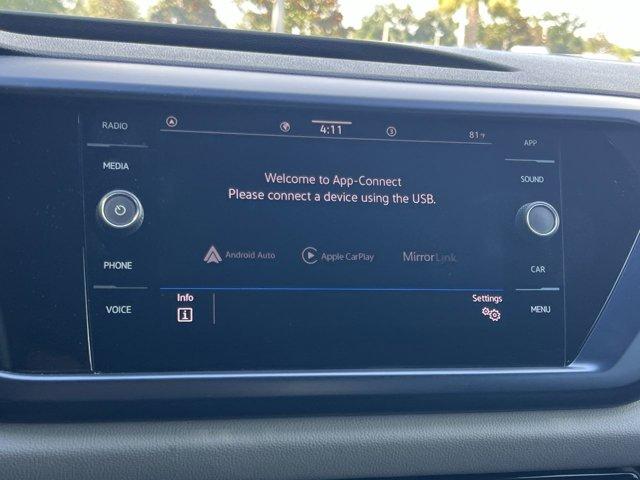 RADIO
MEDIA
PHONE
VOICE
4:11
3
81°F
Welcome to App-Connect
Please connect a device using the USB.
Android Auto
Apple CarPlay
MirrorLink
Info
i
Settings
APP
SOUND
CAR
MENU